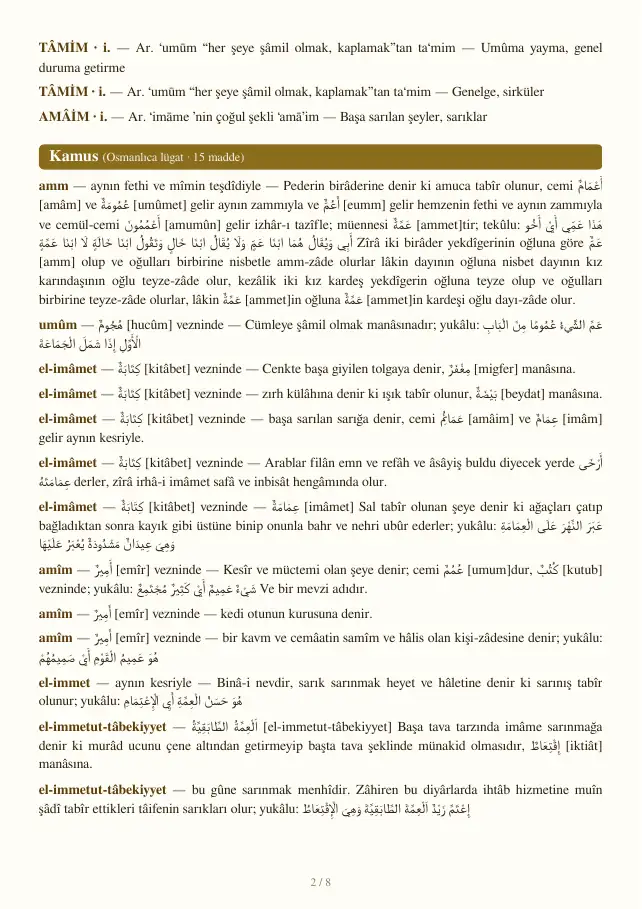 TÂMİM · i. — Ar. ‘umūm “her şeye şâmil olmak, kaplamak”tan ta‘mim — Umûma yayma, genel
duruma getirme
TÂMİM · i. — Ar. ‘umūm “her şeye şâmil olmak, kaplamak”tan ta‘mim — Genelge, sirküler
AMÂİM · i. — Ar. ‘imāme ’nin çoğul şekli ‘amā’im — Başa sarılan şeyler, sarıklar
Kamus (Osmanlıca lügat · 15 madde)
amm — aynın fethi ve mîmin teşdîdiyle — Pederin birâderine denir ki amuca tabîr olunur, cemi أَعْمَامٌ
[amâm] ve عُمُومَةٌ [umûmet] gelir aynın zammıyla ve أَعُمٌّ [eumm] gelir hemzenin fethi ve aynın zammıyla
ve cemül-cemi أَعْمُمُونَ [amumûn] gelir izhâr-ı tazîfle; müennesi عَمَّةٌ [ammet]tir; tekûlu: هَذَا عَمِّى أَيْ أَخُو
أَبِى وَيُقَالُ هُمَا ابْنَا عَمٍّ وَلَا يُقَالُ ابْنَا خَالٍ وَتَقُولُ ابْنَا خَالَةٍ لَا ابْنَا عَمَّةٍ Zîrâ iki birâder yekdîgerinin oğluna göre عَمٌّ
[amm] olup ve oğulları birbirine nisbetle amm-zâde olurlar lâkin dayının oğluna nisbet dayının kız
karındaşının oğlu teyze-zâde olur, kezâlik iki kız kardeş yekdîgerin oğluna teyze olup ve oğulları
birbirine teyze-zâde olurlar, lâkin عَمَّةٌ [ammet]in oğluna عَمَّةٌ [ammet]in kardeşi oğlu dayı-zâde olur.
umûm — هُجُومٌ [hucûm] vezninde — Cümleye şâmil olmak manâsınadır; yukâlu: عَمَّ الشَّيْءُ عُمُومًا مِنَ الْبَابِ
الْأَوَّلِ إِذَا شَمَلَ الْجَمَاعَةَ
el-imâmet — كِتَابَةٌ [kitâbet] vezninde — Cenkte başa giyilen tolgaya denir, مِغْفَرٌ [migfer] manâsına.
el-imâmet — كِتَابَةٌ [kitâbet] vezninde — zırh külâhına denir ki ışık tabîr olunur, بَيْضَةٌ [beydat] manâsına.
el-imâmet — كِتَابَةٌ [kitâbet] vezninde — başa sarılan sarığa denir, cemi عَمَائِمُ [amâim] ve عِمَامٌ [imâm]
gelir aynın kesriyle.
el-imâmet — كِتَابَةٌ [kitâbet] vezninde — Arablar filân emn ve refâh ve âsâyiş buldu diyecek yerde أَرْخَى
عِمَامَتَهُ derler, zîrâ irhâ-i imâmet safâ ve inbisât hengâmında olur.
el-imâmet — كِتَابَةٌ [kitâbet] vezninde — عِمَامَةٌ [imâmet] Sal tabîr olunan şeye denir ki ağaçları çatıp
bağladıktan sonra kayık gibi üstüne binip onunla bahr ve nehri ubûr ederler; yukâlu: عَبَرَ النَّهْرَ عَلَى الْعِمَامَةِ
وَهِيَ عِيدَانٌ مَشْدُودَةٌ يُعْبَرُ عَلَيْهَا
amîm — أَمِيرٌ [emîr] vezninde — Kesîr ve müctemi olan şeye denir; cemi عُمُمٌ [umum]dur, كُتُبٌ [kutub]
vezninde; yukâlu: شَيْءٌ عَمِيمٌ أَيْ كَثِيرٌ مُجْتَمِعٌ Ve bir mevzi adıdır.
amîm — أَمِيرٌ [emîr] vezninde — kedi otunun kurusuna denir.
amîm — أَمِيرٌ [emîr] vezninde — bir kavm ve cemâatin samîm ve hâlis olan kişi-zâdesine denir; yukâlu:
هُوَ عَمِيمُ الْقَوْمِ أَيْ صَمِيمُهُمْ
el-immet — aynın kesriyle — Binâ-i nevdir, sarık sarınmak heyet ve hâletine denir ki sarınış tabîr
olunur; yukâlu: هُوَ حَسَنُ الْعِمَّةِ أَيِ الْاِعْتِمَامِ
el-immetut-tâbekiyyet — اَلْعِمَّةُ الطَّابَقِيَّةُ [el-immetut-tâbekiyyet] Başa tava tarzında imâme sarınmağa
denir ki murâd ucunu çene altından getirmeyip başta tava şeklinde münakid olmasıdır, اِقْتِعَاطٌ [iktiât]
manâsına.
el-immetut-tâbekiyyet — bu gûne sarınmak menhîdir. Zâhiren bu diyârlarda ihtâb hizmetine muîn
şâdî tabîr ettikleri tâifenin sarıkları olur; yukâlu: إِعْتَمَّ زَيْدٌ اَلْعِمَّةَ الطَّابَقِيَّةَ وَهِيَ الْاِقْتِعَاطُ
2 / 8